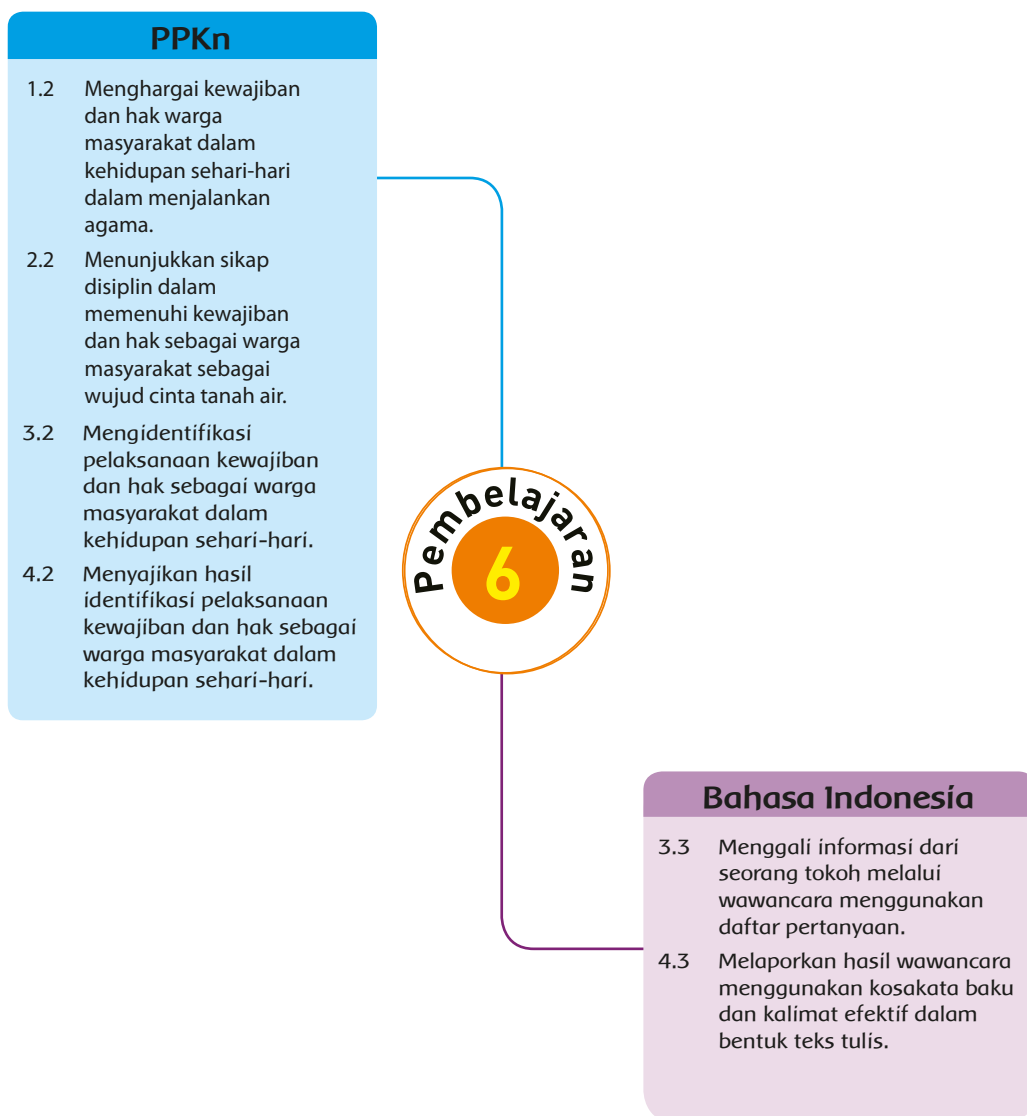 PPKn
1.2 Menghargai kewajiban
dan hak warga
masyarakat dalam
kehidupan sehari-hari
dalam menjalankan
agama.
2.2 Menunjukkan sikap
disiplin dalam
memenuhi kewajiban
dan hak sebagai warga
masyarakat sebagai
wujud cinta tanah air.
3.2 Mengidentifikasi
pelaksanaan kewajiban
dan hak sebagai warga
masyarakat dalam
kehidupan sehari-hari.
4.2 Menyajikan hasil
identifikasi pelaksanaan
kewajiban dan hak sebagai
warga masyarakat dalam
kehidupan sehari-hari.
Pembelajaran
6
Bahasa Indonesia
3.3 Menggali informasi dari
seorang tokoh melalui
wawancara menggunakan
daftar pertanyaan.
4.3 Melaporkan hasil wawancara
menggunakan kosakata baku
dan kalimat efektif dalam
bentuk teks tulis.